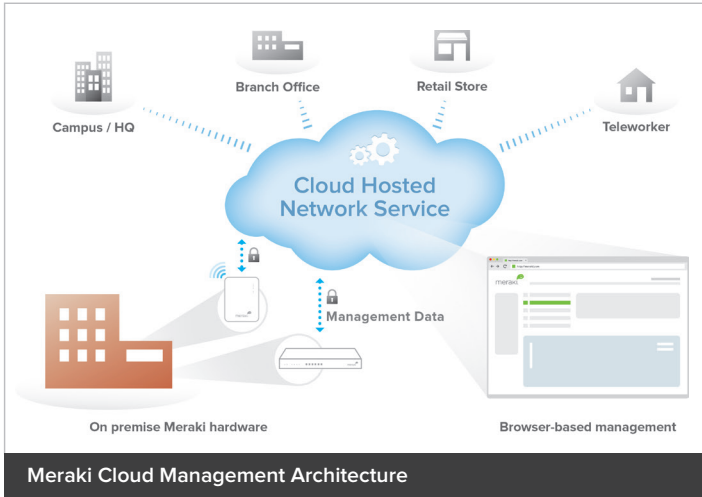 Campus / HQ
Branch Office
Retail Store
Teleworker
Cloud Hosted
Network Service
Management Data
meraki
On premise Meraki hardware
Browser-based management
Meraki Cloud Management Architecture